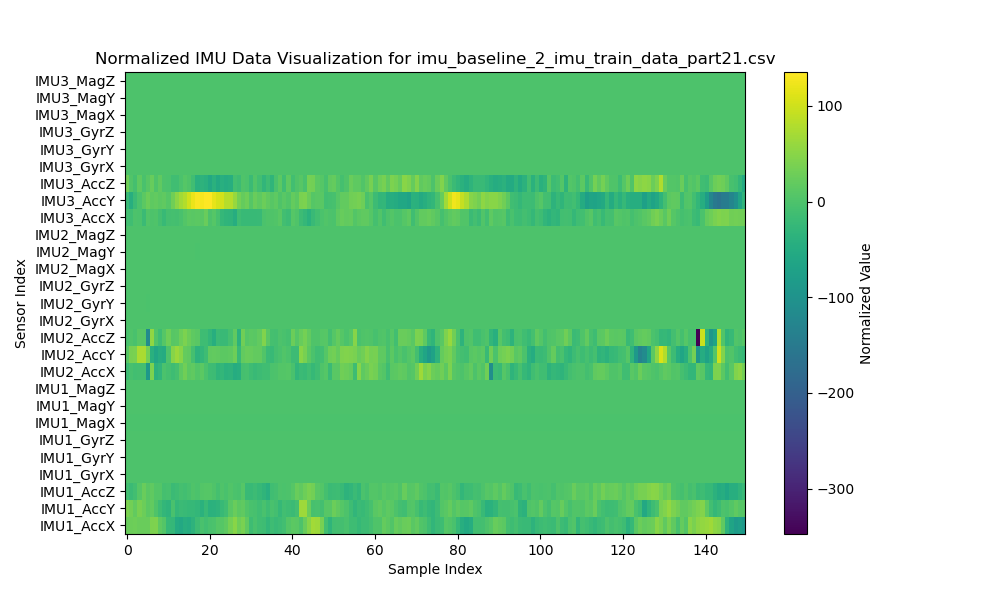 Normalized IMU Data Visualization for imu_baseline_2_imu_train_data_part21.csv
IMU3_MagZ
IMU3_MagY
IMU3_MagX
IMU3_GyrZ
IMU3_GyrY
IMU3_GyrX
IMU3_AccZ
IMU3_AccY
IMU3_AccX
IMU2_MagZ
IMU2_MagY
IMU2_MagX
IMU2_GyrZ
IMU2_GyrY
IMU2_GyrX
IMU2_AccZ
IMU2_AccY
IMU2_AccX
IMU1_MagZ
IMU1_MagY
IMU1_MagX
IMU1_GyrZ
IMU1_GyrY
IMU1_GyrX
IMU1_AccZ
IMU1_AccY
IMU1_AccX
Sensor Index
0 20 40 60 80 100 120 140
Sample Index
100
0
−100
−200
−300
Normalized Value